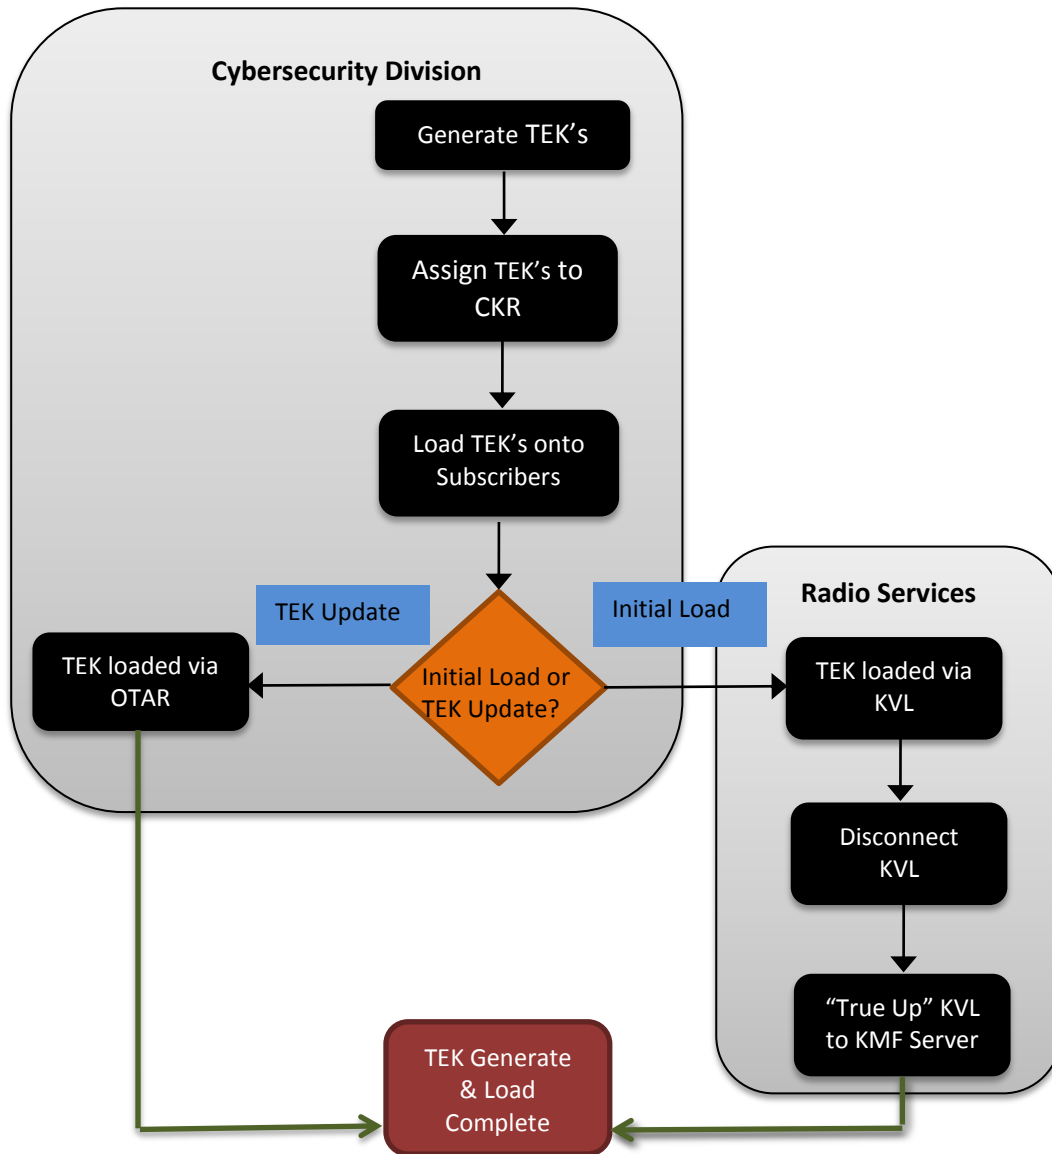 Cybersecurity Division
Generate TEK’s
Assign TEK’s to
CKR
Load TEK’s onto
Subscribers
TEK Update
Initial Load
Initial Load or
TEK Update?
TEK loaded via
OTAR
Radio Services
TEK loaded via
KVL
Disconnect
KVL
“True Up” KVL
to KMF Server
TEK Generate
& Load
Complete